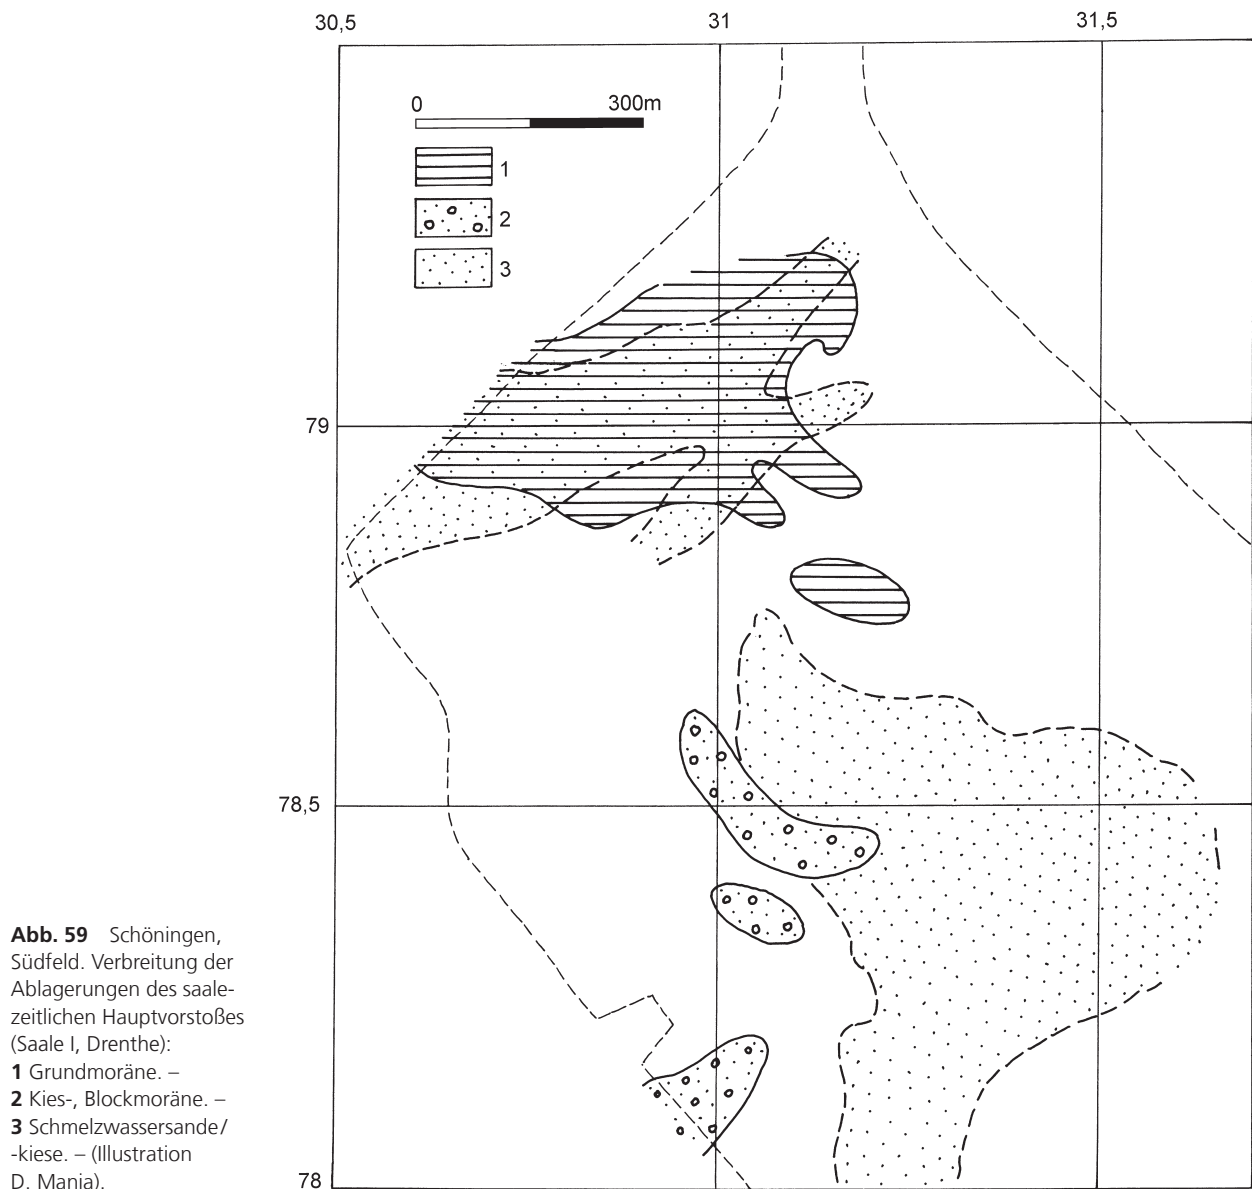 30,5 31 31,5
0 300m
1
2
3
79
78,5
78
Abb. 59 Schöningen,
Südfeld. Verbreitung der
Ablagerungen des saale-
zeitlichen Hauptvorstoßes
(Saale I, Drenthe):
1 Grundmoräne. –
2 Kies-, Blockmoräne. –
3 Schmelzwassersande/
-kiese. – (Illustration
D. Mania).